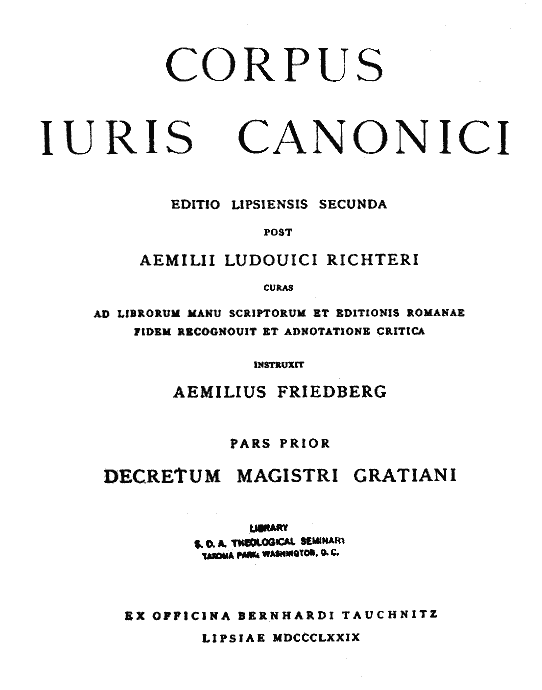 CORPUS
IURIS CANONICI
EDITIO LIPSIENSIS SECUNDA
POST
AEMILII LUDOUICI RICHTERI
CURAS
AD LIBRORUM MANU SCRIPTORUM ET EDITIONIS ROMANAE
FIDEM RECOGNOUIT ET ADNOTATIONE CRITICA
INSTRUXIT
AEMILIUS FRIEDBERG
PARS PRIOR
DECRETUM MAGISTRI GRATIANI
LIBRARY
S. D. A. THEOLOGICAL SEMINARY
TAKOMA PARK, WASHINGTON, D. C.
EX OFFICINA BERNHARDI TAUCHNITZ
LIPSIAE MDCCCLXXIX